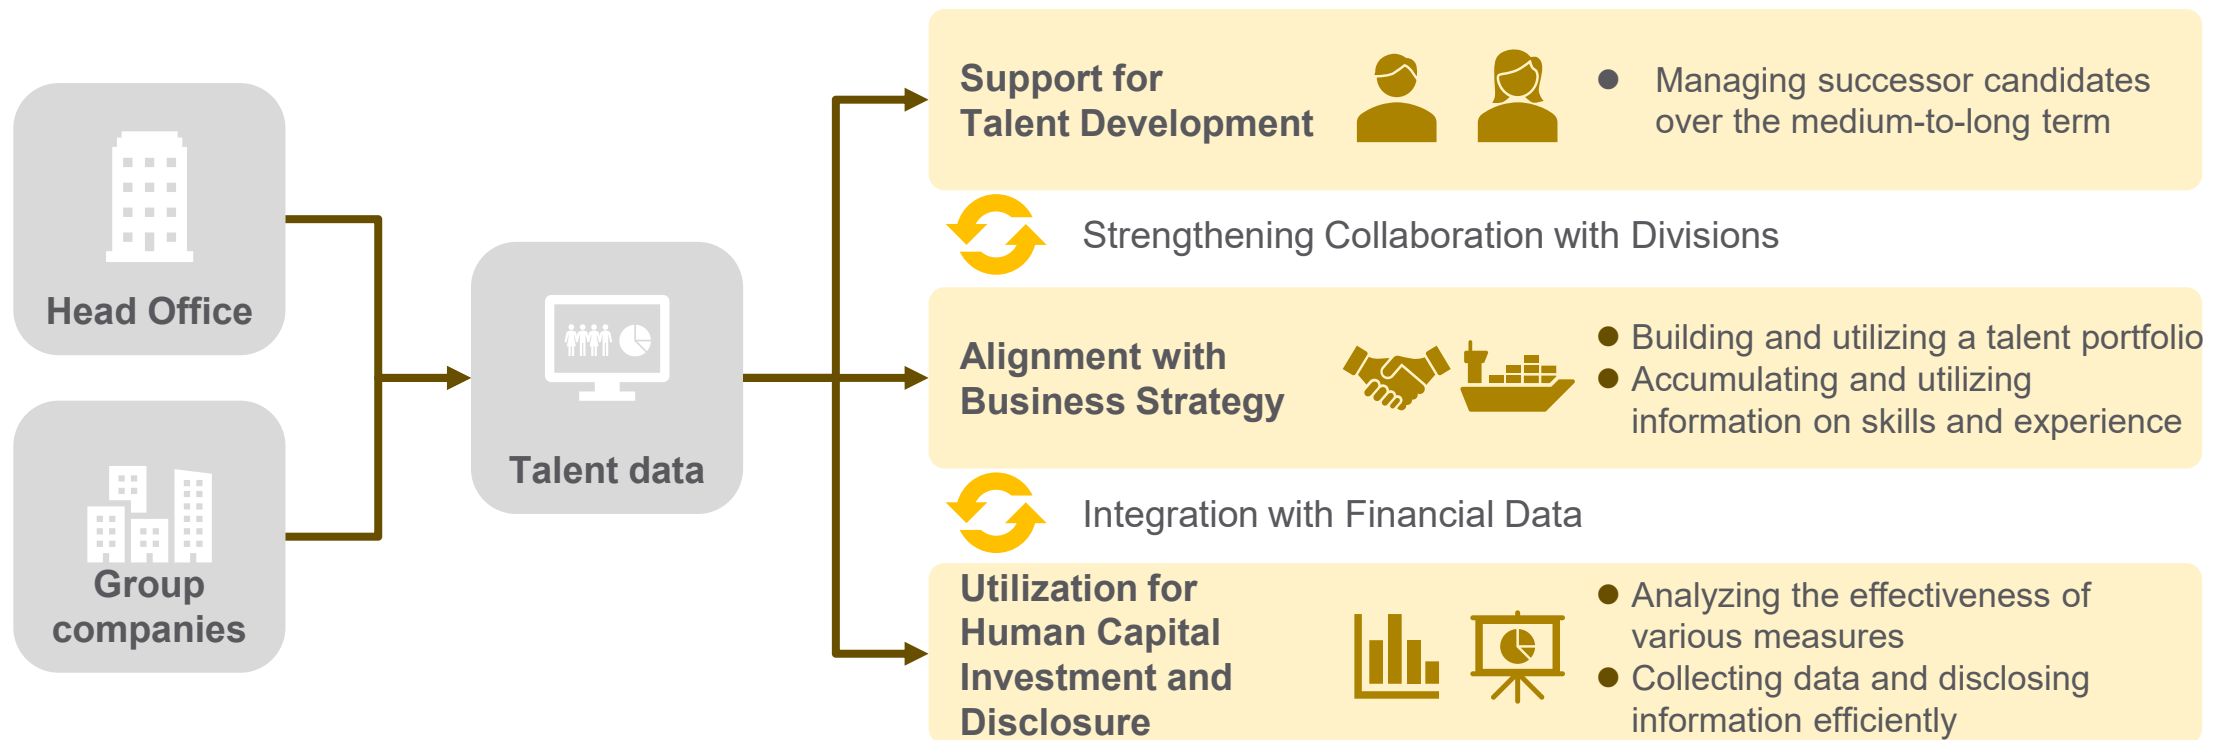 Head Office
Group
companies
Talent data
Support for
Talent Development
● Managing successor candidates
over the medium-to-long term
Strengthening Collaboration with Divisions
Alignment with
Business Strategy
● Building and utilizing a talent portfolio
● Accumulating and utilizing
information on skills and experience
Integration with Financial Data
Utilization for
Human Capital
Investment and
Disclosure
● Analyzing the effectiveness of
various measures
● Collecting data and disclosing
information efficiently